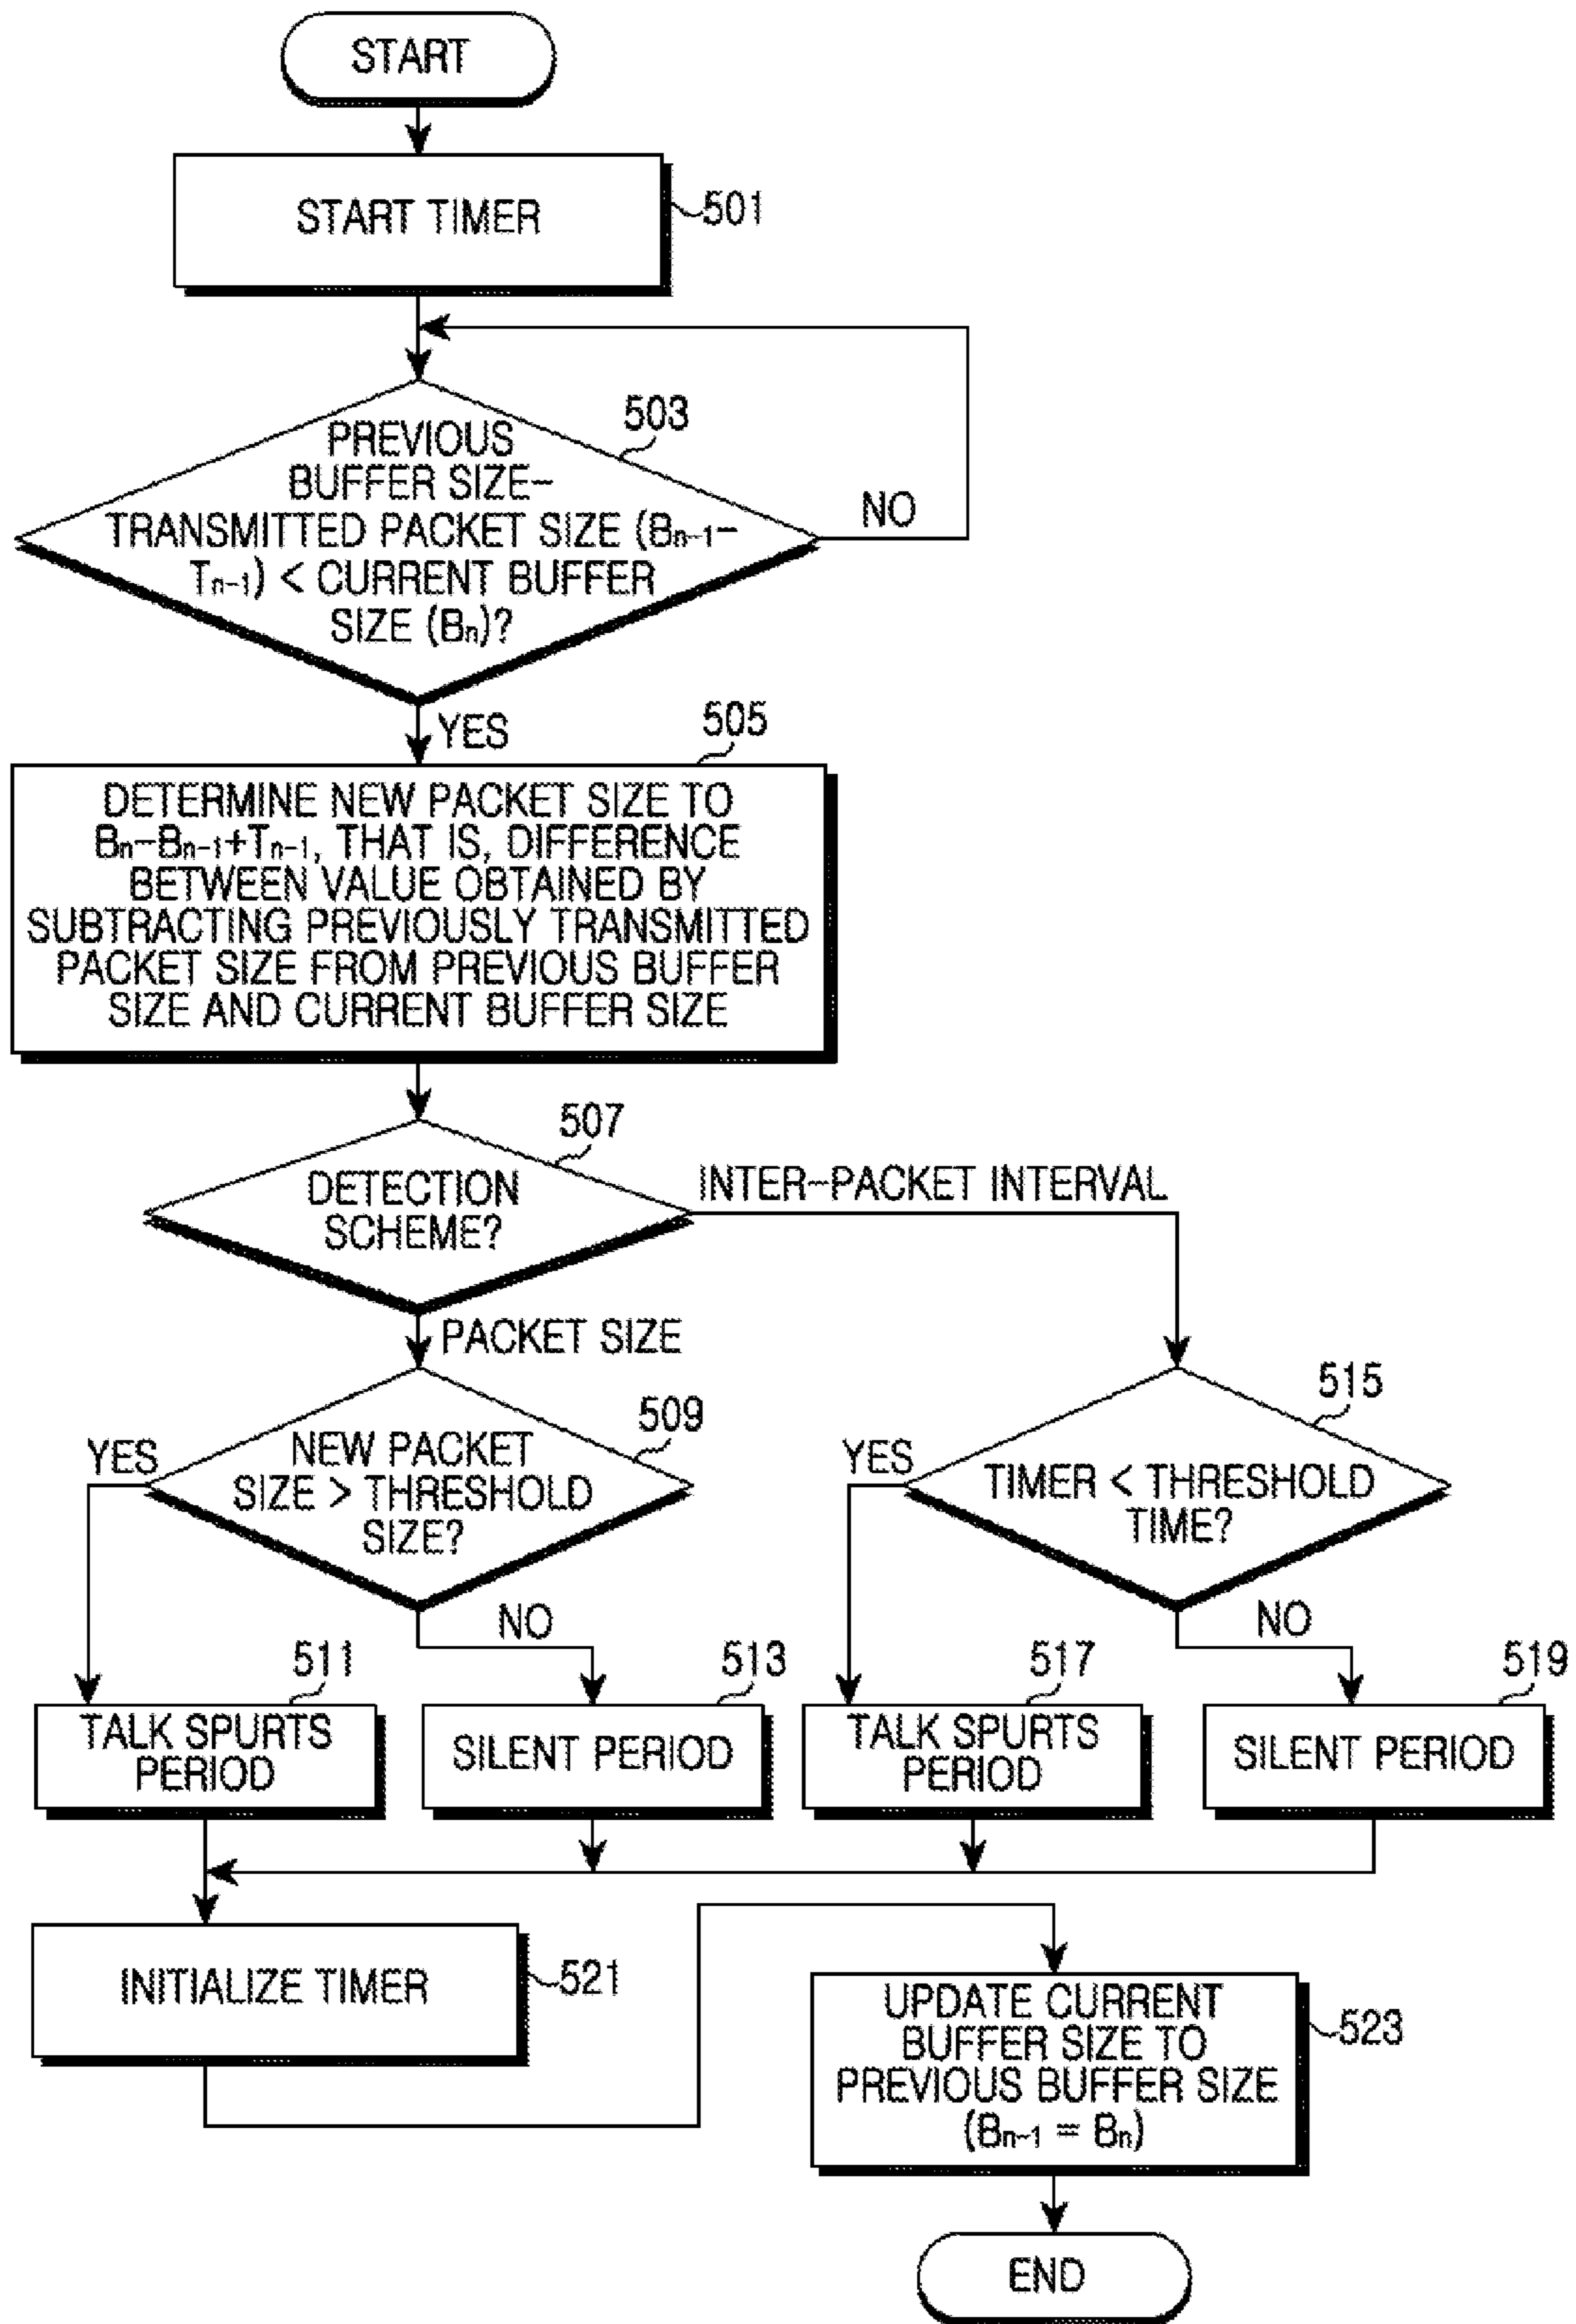 START
START TIMER
501
503
PREVIOUS
BUFFER SIZE-
TRANSMITTED PACKET SIZE (Bn-1-
Tn-1) < CURRENT BUFFER
SIZE (Bn)?
NO
YES
505
DETERMINE NEW PACKET SIZE TO
Bn-Bn-1+Tn-1, THAT IS, DIFFERENCE
BETWEEN VALUE OBTAINED BY
SUBTRACTING PREVIOUSLY TRANSMITTED
PACKET SIZE FROM PREVIOUS BUFFER
SIZE AND CURRENT BUFFER SIZE
507
DETECTION
SCHEME?
INTER-PACKET INTERVAL
PACKET SIZE
509
YES
NEW PACKET
SIZE > THRESHOLD
SIZE?
NO
515
YES
TIMER < THRESHOLD
TIME?
NO
511
TALK SPURTS
PERIOD
513
SILENT PERIOD
517
TALK SPURTS
PERIOD
519
SILENT PERIOD
INITIALIZE TIMER
521
UPDATE CURRENT
BUFFER SIZE TO
PREVIOUS BUFFER SIZE
(Bn-1 = Bn)
523
END